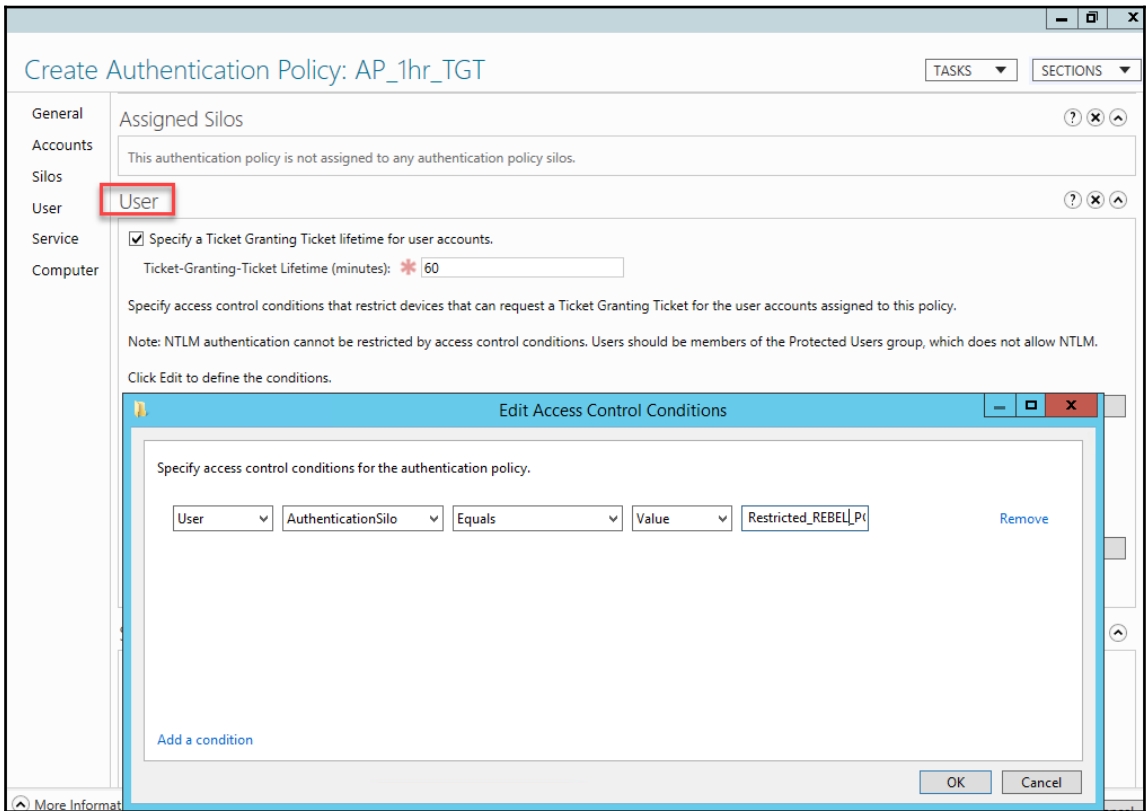 Create Authentication Policy: AP_1hr_TGT
TASKS
SECTIONS
General
Accounts
Silos
User
Service
Computer
Assigned Silos
This authentication policy is not assigned to any authentication policy silos.
User
Specify a Ticket Granting Ticket lifetime for user accounts.
Ticket-Granting-Ticket Lifetime (minutes): * 60
Specify access control conditions that restrict devices that can request a Ticket Granting Ticket for the user accounts assigned to this policy.
Note: NTLM authentication cannot be restricted by access control conditions. Users should be members of the Protected Users group, which does not allow NTLM.
Click Edit to define the conditions.
Edit Access Control Conditions
Specify access control conditions for the authentication policy.
User AuthenticationSilo Equals Value Restricted_REBEL_P Remove
Add a condition
OK Cancel
More Informat